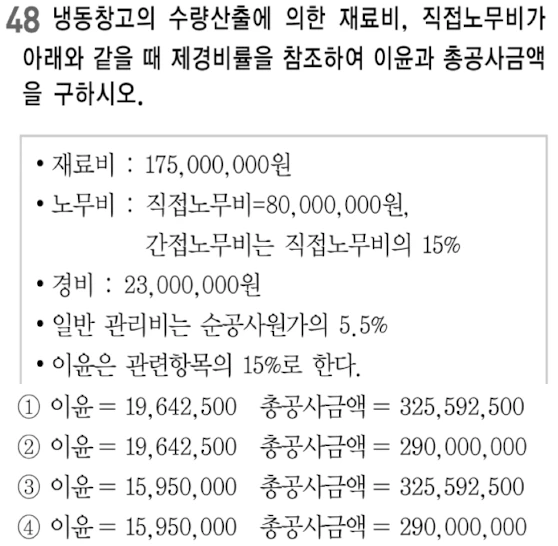 48 냉동창고의 수량산출에 의한 재료비, 직접노무비가
아래와 같을 때 제경비률을 참조하여 이윤과 총공사금액
을 구하시오.
• 재료비 : 175,000,000원
• 노무비 : 직접노무비=80,000,000원,
간접노무비는 직접노무비의 15%
• 경비 : 23,000,000원
• 일반 관리비는 순공사원가의 5.5%
• 이윤은 관련항목의 15%로 한다.
① 이윤 = 19,642,500 총공사금액 = 325,592,500
② 이윤 = 19,642,500 총공사금액 = 290,000,000
③ 이윤 = 15,950,000 총공사금액 = 325,592,500
④ 이윤 = 15,950,000 총공사금액 = 290,000,000